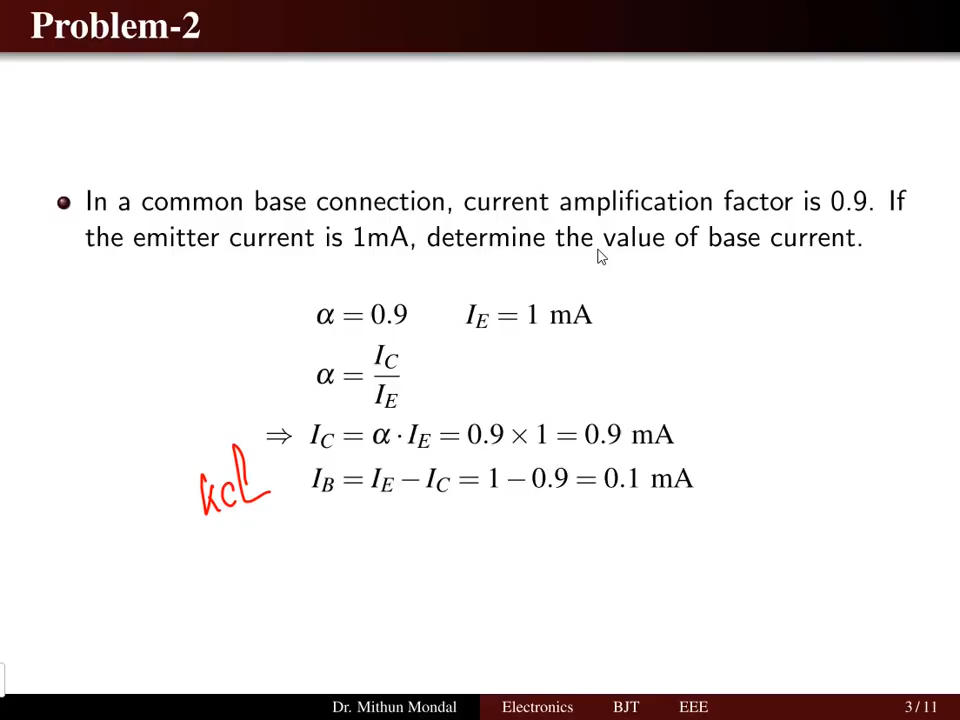 Problem-2
In a common base connection, current amplification factor is 0.9. If
the emitter current is 1mA, determine the value of base current.
α = 0.9 I_E = 1 mA
α = I_C / I_E
⇒ I_C = α · I_E = 0.9 × 1 = 0.9 mA
I_B = I_E − I_C = 1 − 0.9 = 0.1 mA
KCL
Dr. Mithun Mondal Electronics BJT EEE 3 / 11